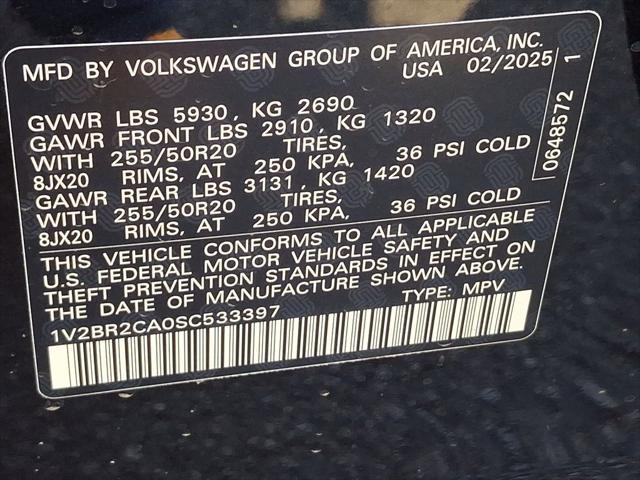 MFD BY VOLKSWAGEN GROUP OF AMERICA, INC.
USA 02/2025
GVWR LBS 5930, KG 2690
GAWR FRONT LBS 2910, KG 1320
WITH 255/50R20 TIRES,
8JX20 RIMS, AT 250 KPA, 36 PSI COLD
GAWR REAR LBS 3131, KG 1420
WITH 255/50R20 TIRES,
8JX20 RIMS, AT 250 KPA, 36 PSI COLD
THIS VEHICLE CONFORMS TO ALL APPLICABLE
U.S. FEDERAL MOTOR VEHICLE SAFETY AND
THEFT PREVENTION STANDARDS IN EFFECT ON
THE DATE OF MANUFACTURE SHOWN ABOVE.
1V2BR2CA0SC533397 TYPE: MPV
0648572 1